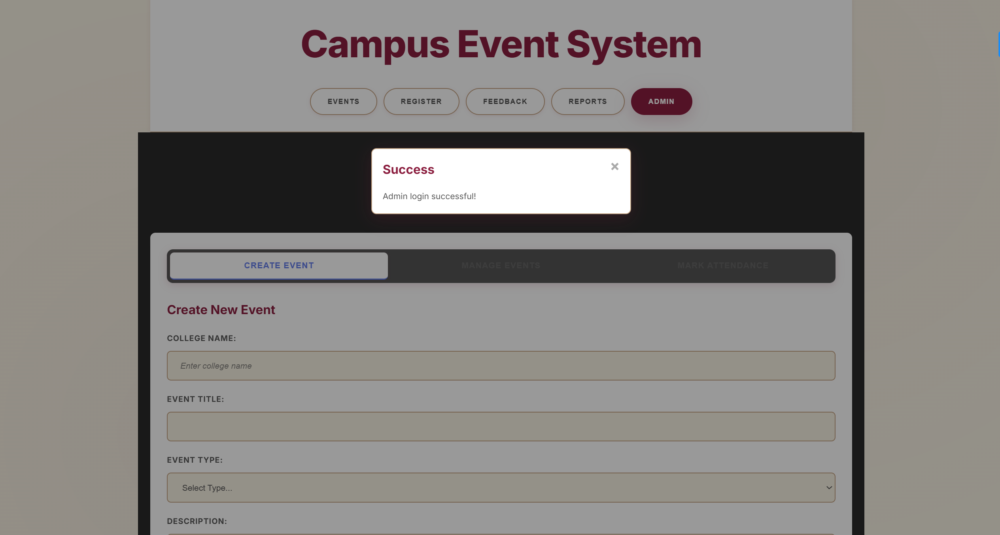 Campus Event System
EVENTS REGISTER FEEDBACK REPORTS ADMIN
Success ×
Admin login successful!
CREATE EVENT MANAGE EVENTS MARK ATTENDANCE
Create New Event
COLLEGE NAME:
Enter college name
EVENT TITLE:
EVENT TYPE:
Select Type...
DESCRIPTION: